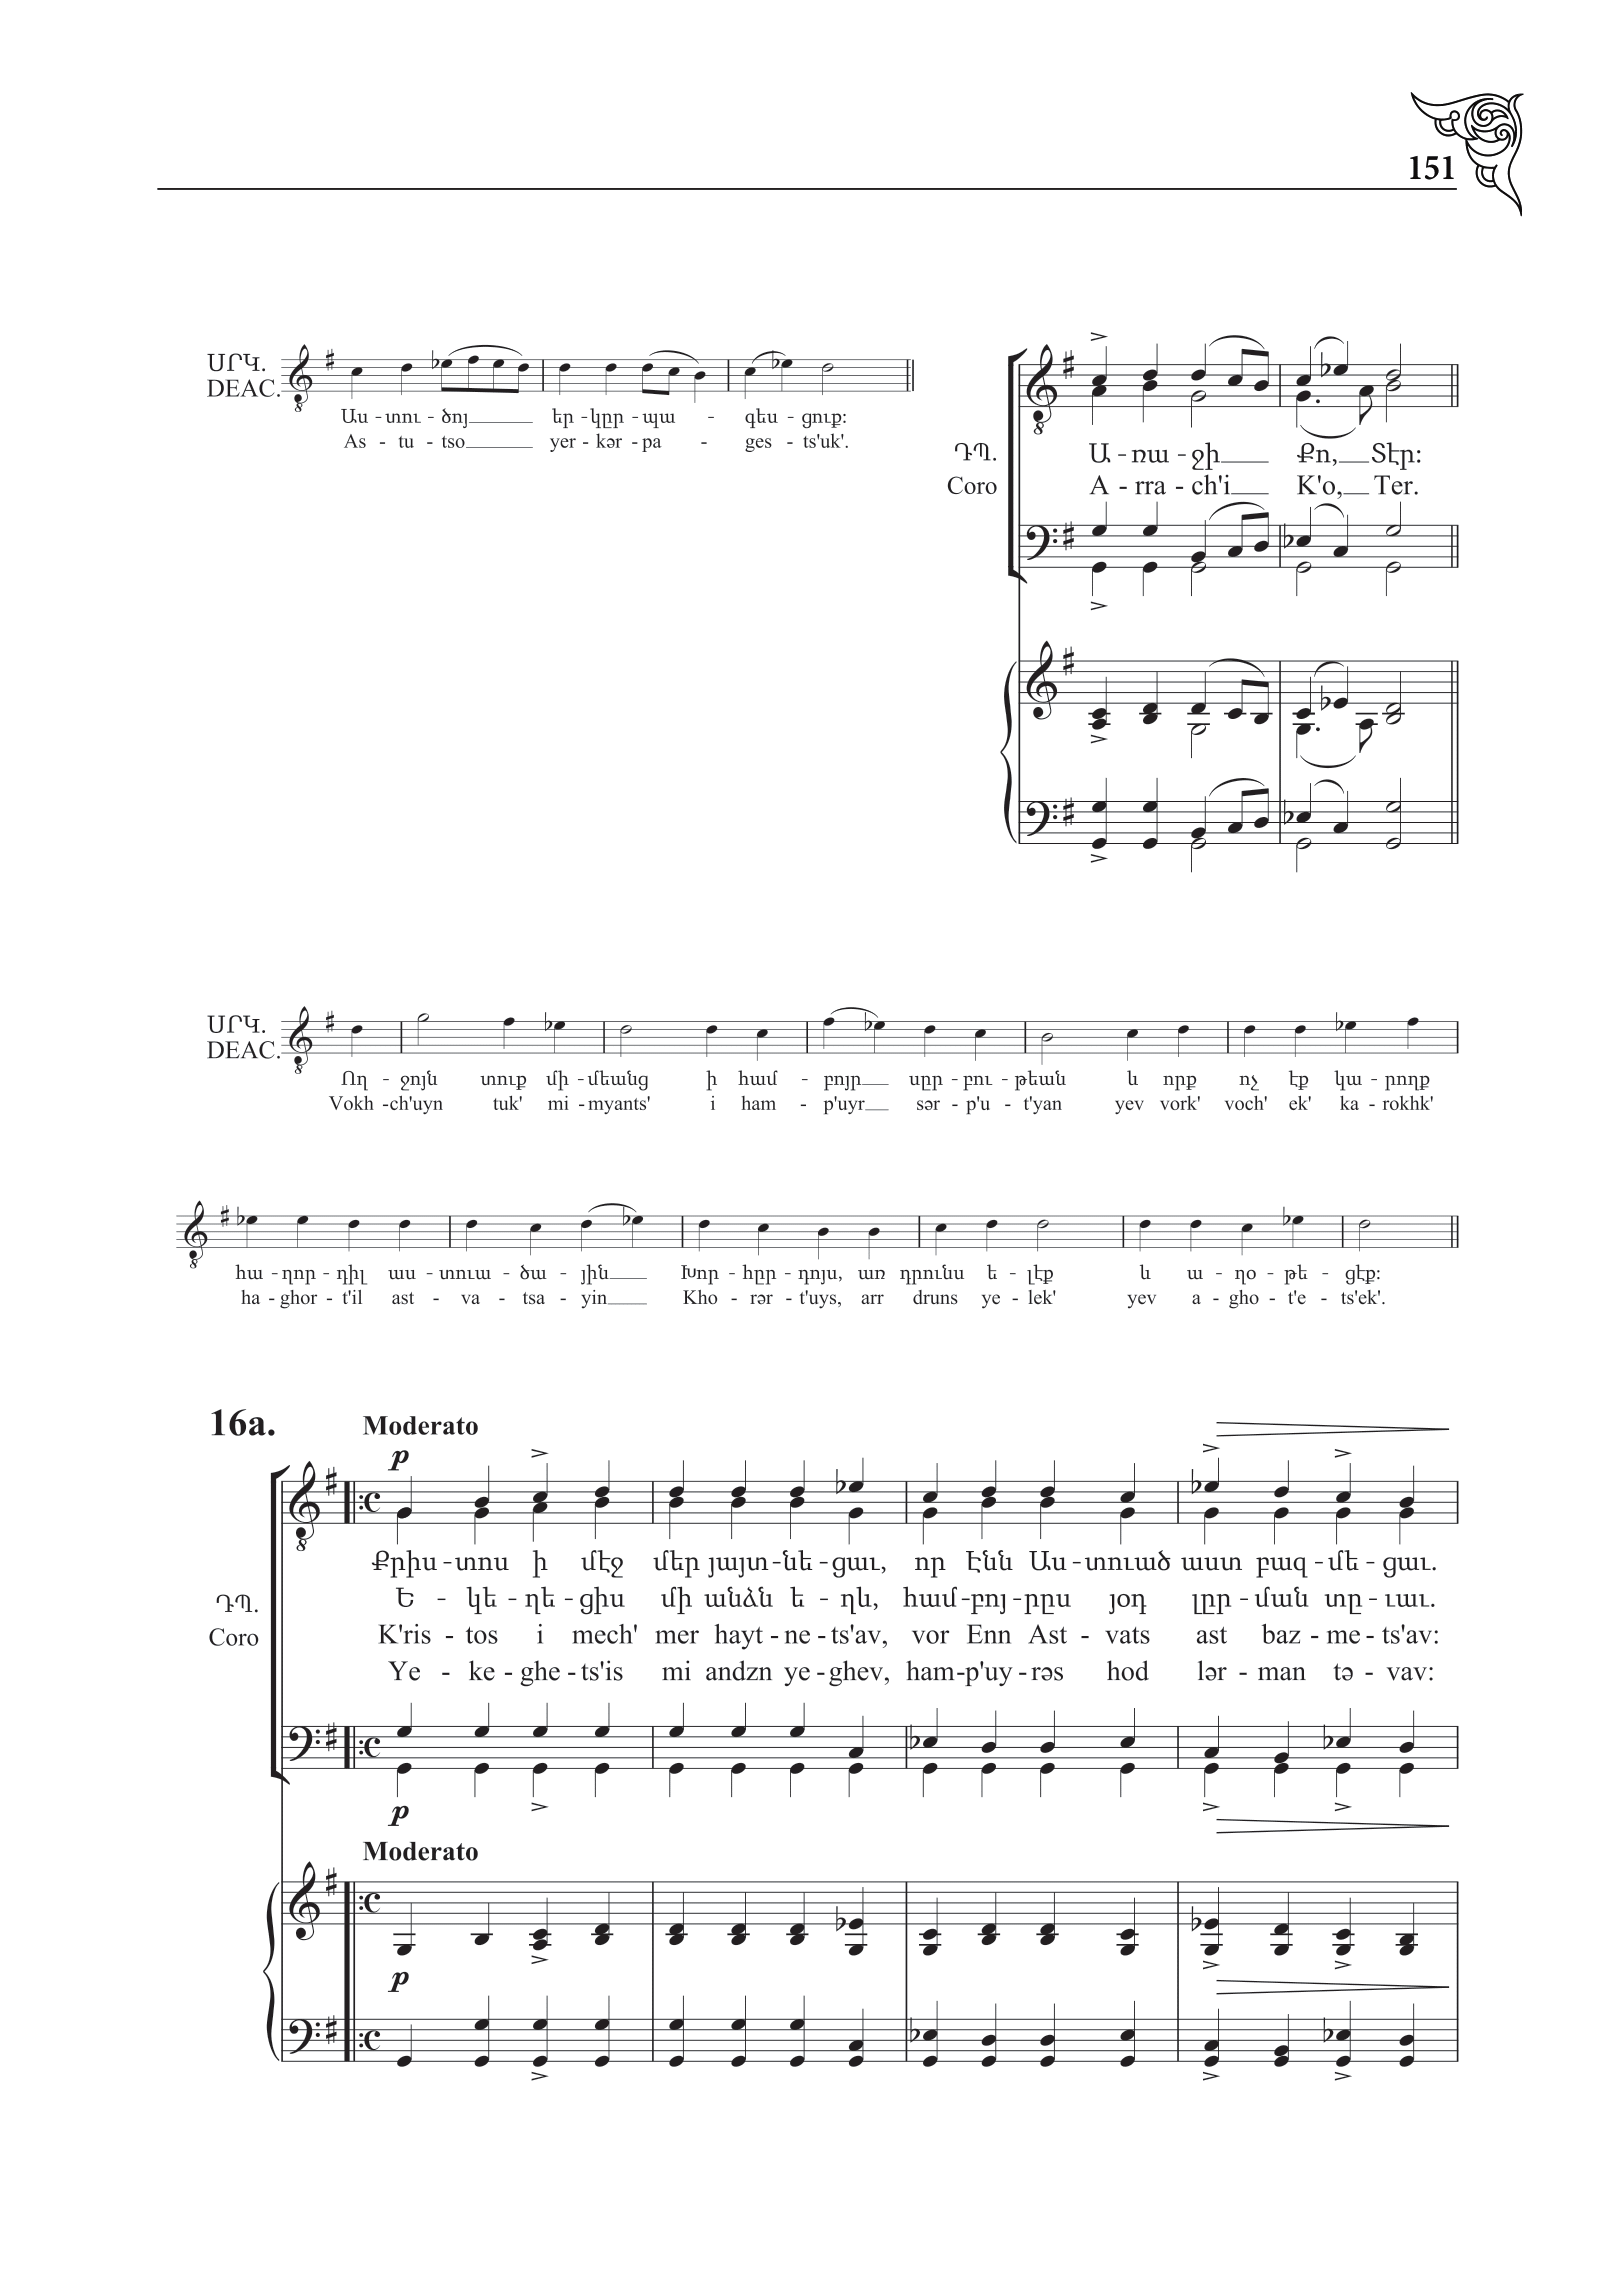 151
ՍՐԿ.
DEAC.
Աս - տու - ծոյ եր - կըր - պա - գես - ցուք:
As - tu - tso yer - kər - pa - ges - ts'uk'.
ԴՊ.
Coro
Ա - ռա - ջի Քո, Տէր:
A - rra - ch'i K'o, Ter.
ՍՐԿ.
DEAC.
Ող - ջոյն տուք մի - մեանց ի համ - բոյր սըր - բու - թեան և որք ոչ էք կա - րողք
Vokh - ch'uyn tuk' mi - myants' i ham - p'uyr sər - p'u - t'yan yev vork' voch' ek' ka - rokhk'
հա - ղոր - դիլ աս - տուա - ծա - յին Խոր - հըր - դոյս, առ դրունս ե - լէք և ա - ղօ - թե - ցէք:
ha - ghor - t'il ast - va - tsa - yin Kho - rər - t'uys, arr druns ye - lek' yev a - gho - t'e - ts'ek'.
16a. Moderato
p
Քրիս - տոս ի մէջ մեր յայտ - նե - ցաւ, որ Էնն Աս - տուած աստ բազ - մե - ցաւ.
ԴՊ.
Ե - կե - ղե - ցիս մի անձն ե - ղև, համ - բոյ - րըս յօդ լըր - ման տը - ւաւ.
Coro
K'ris - tos i mech' mer hayt - ne - ts'av, vor Enn Ast - vats ast baz - me - ts'av:
Ye - ke - ghe - ts'is mi andzn ye - ghev, ham - p'uy - rəs hod lər - man tə - vav:
p
Moderato
p